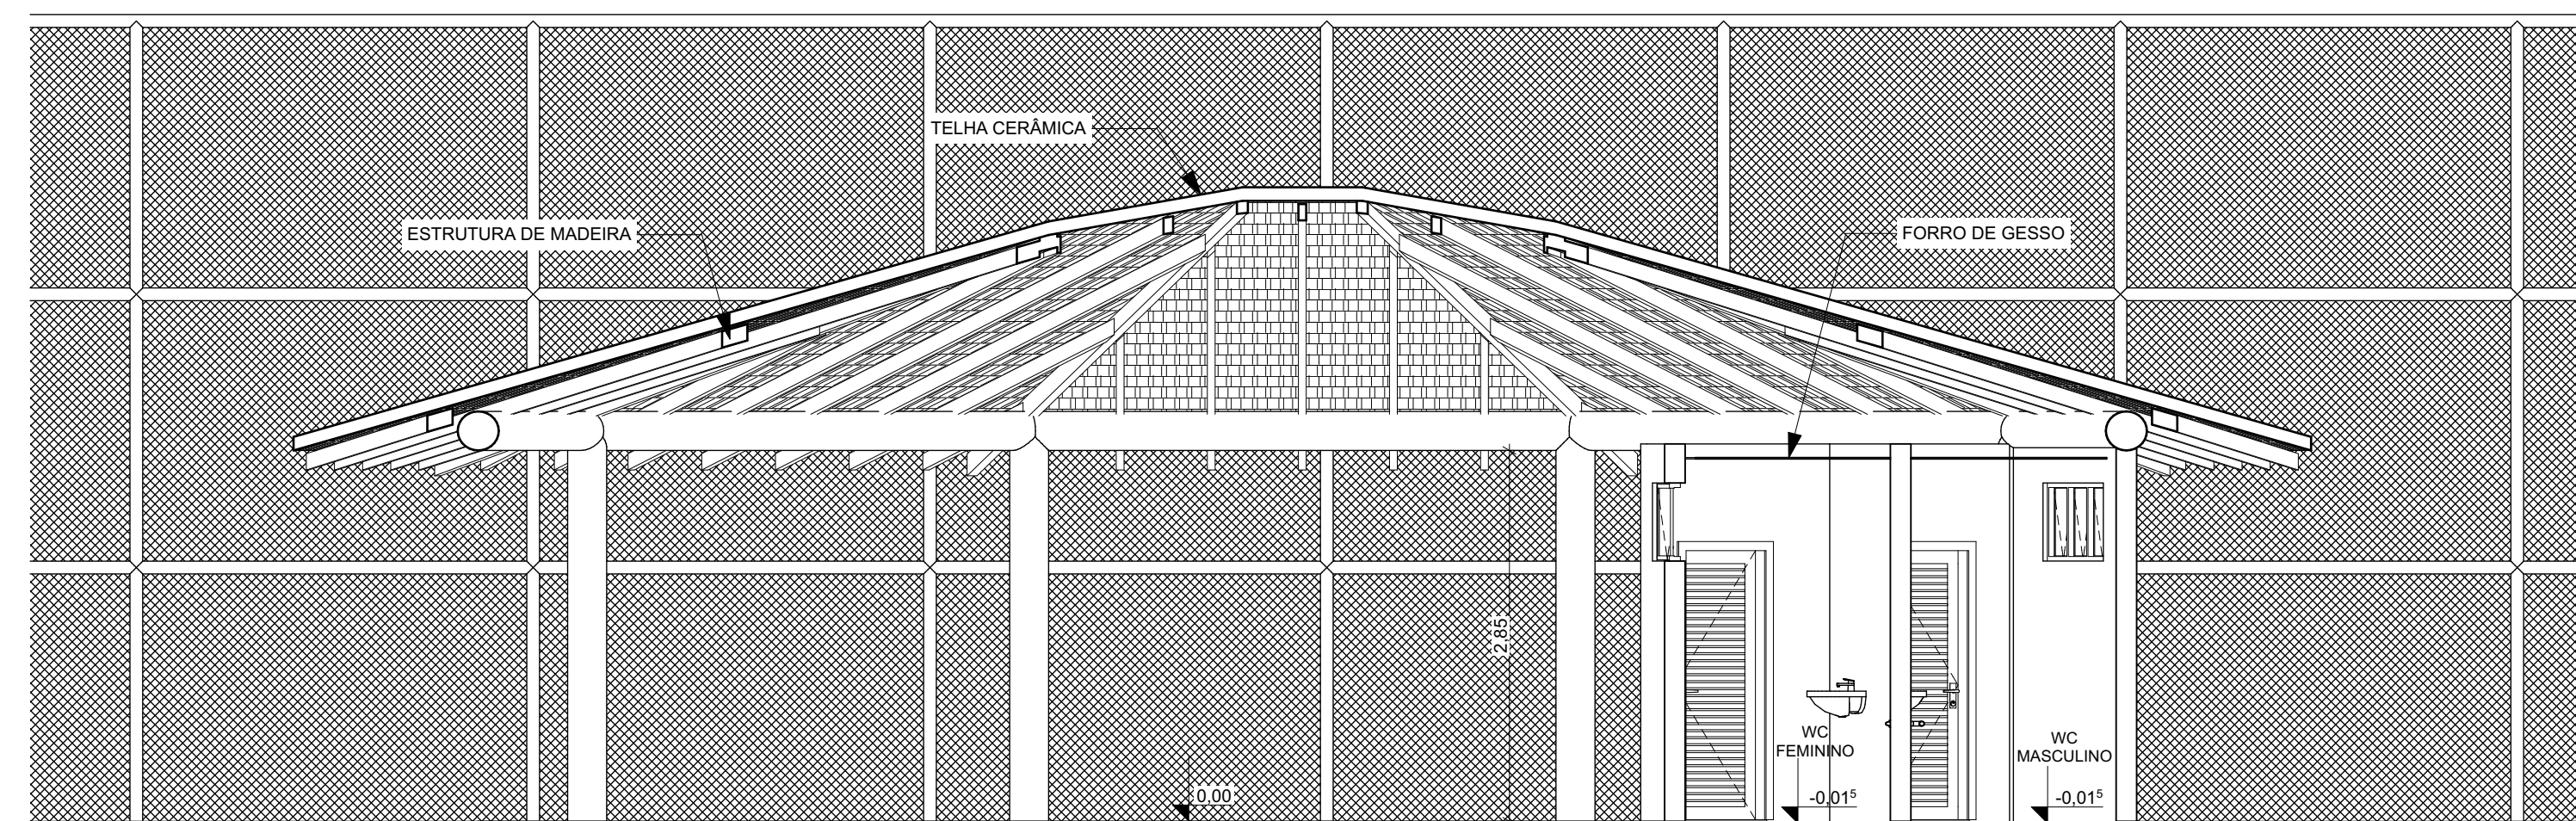 TELHA CERÂMICA
ESTRUTURA DE MADEIRA
FORRO DE GESSO
2,85
WC
FEMININO
WC
MASCULINO
0,00
-0,01⁵
-0,01⁵